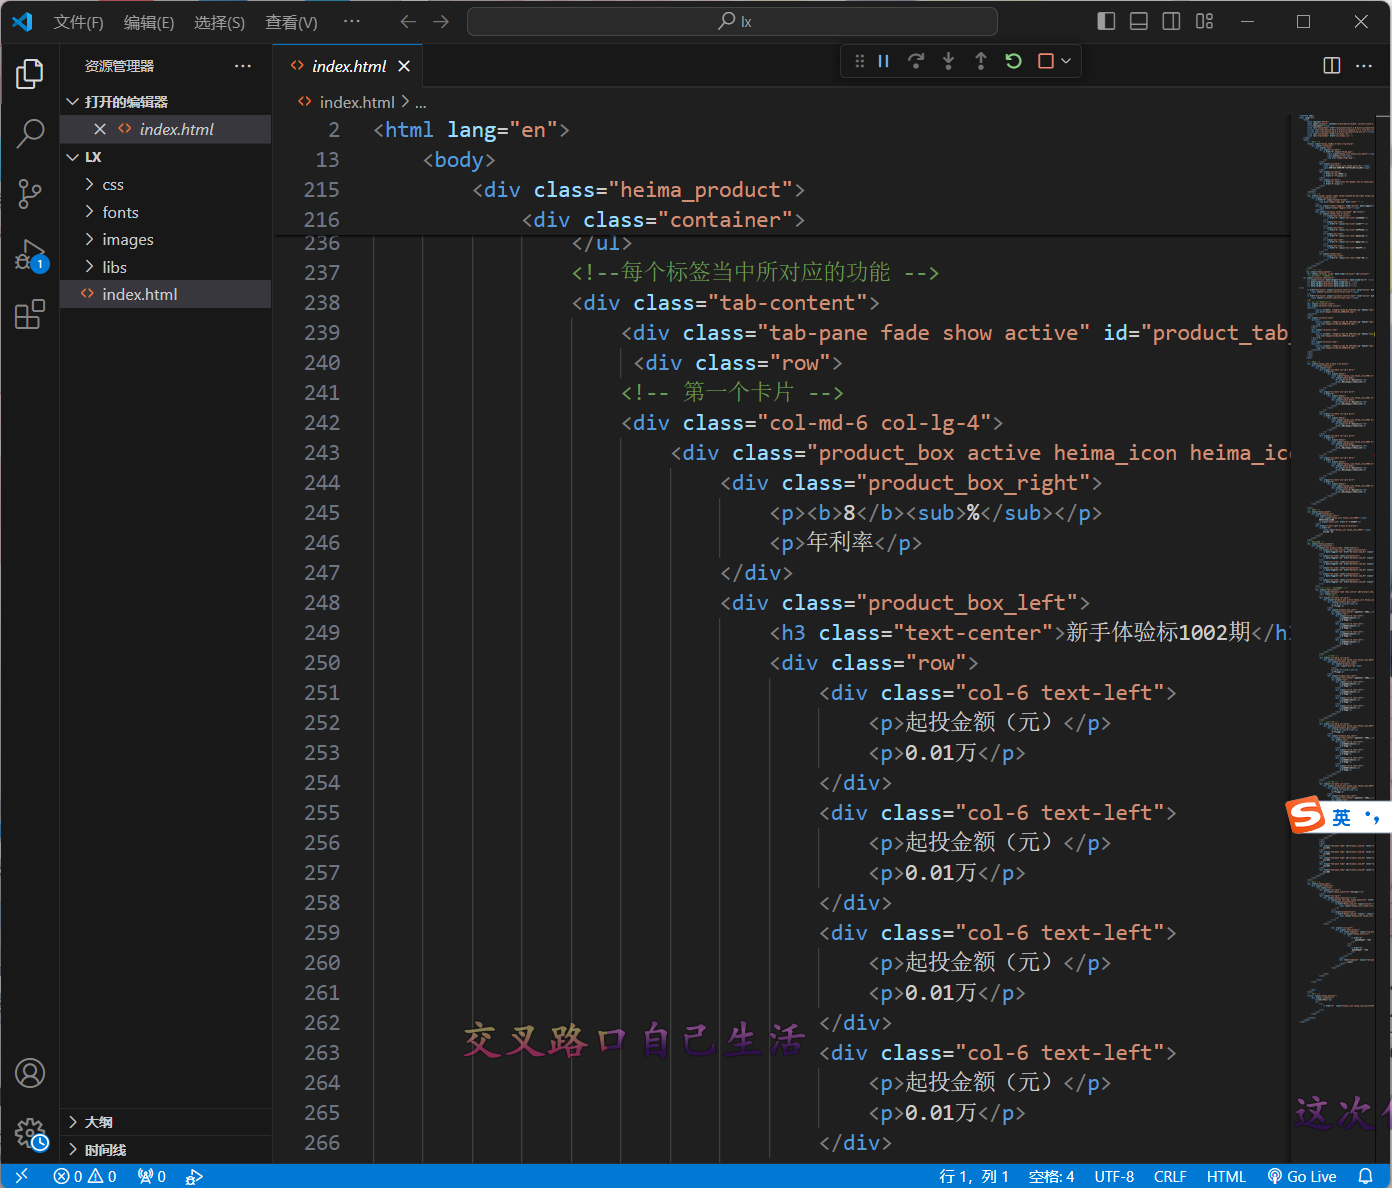 文件(F) 编辑(E) 选择(S) 查看(V) ··· lx
资源管理器 ···
打开的编辑器
index.html
LX
css
fonts
images
libs
index.html
大纲
时间线
1
index.html
index.html > ...
2 <html lang="en">
13 <body>
215 <div class="heima_product">
216 <div class="container">
236 </ul>
237 <!--每个标签当中所对应的功能 -->
238 <div class="tab-content">
239 <div class="tab-pane fade show active" id="product_tab_
240 <div class="row">
241 <!-- 第一个卡片 -->
242 <div class="col-md-6 col-lg-4">
243 <div class="product_box active heima_icon heima_ic
244 <div class="product_box_right">
245 <p><b>8</b><sub>%</sub></p>
246 <p>年利率</p>
247 </div>
248 <div class="product_box_left">
249 <h3 class="text-center">新手体验标1002期</h
250 <div class="row">
251 <div class="col-6 text-left">
252 <p>起投金额（元）</p>
253 <p>0.01万</p>
254 </div>
255 <div class="col-6 text-left">
256 <p>起投金额（元）</p>
257 <p>0.01万</p>
258 </div>
259 <div class="col-6 text-left">
260 <p>起投金额（元）</p>
261 <p>0.01万</p>
262 </div>
263 <div class="col-6 text-left">
264 <p>起投金额（元）</p>
265 <p>0.01万</p>
266 </div>
英
交叉路口自己生活
这次
0 0 0 行 1，列 1 空格: 4 UTF-8 CRLF HTML Go Live